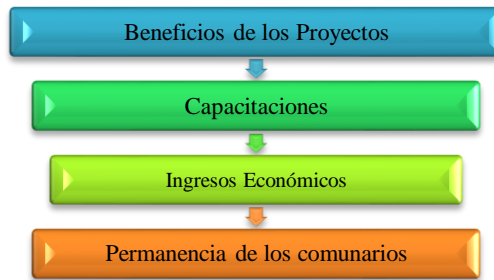 Beneficios de los Proyectos
Capacitaciones
Ingresos Económicos
Permanencia de los comunarios